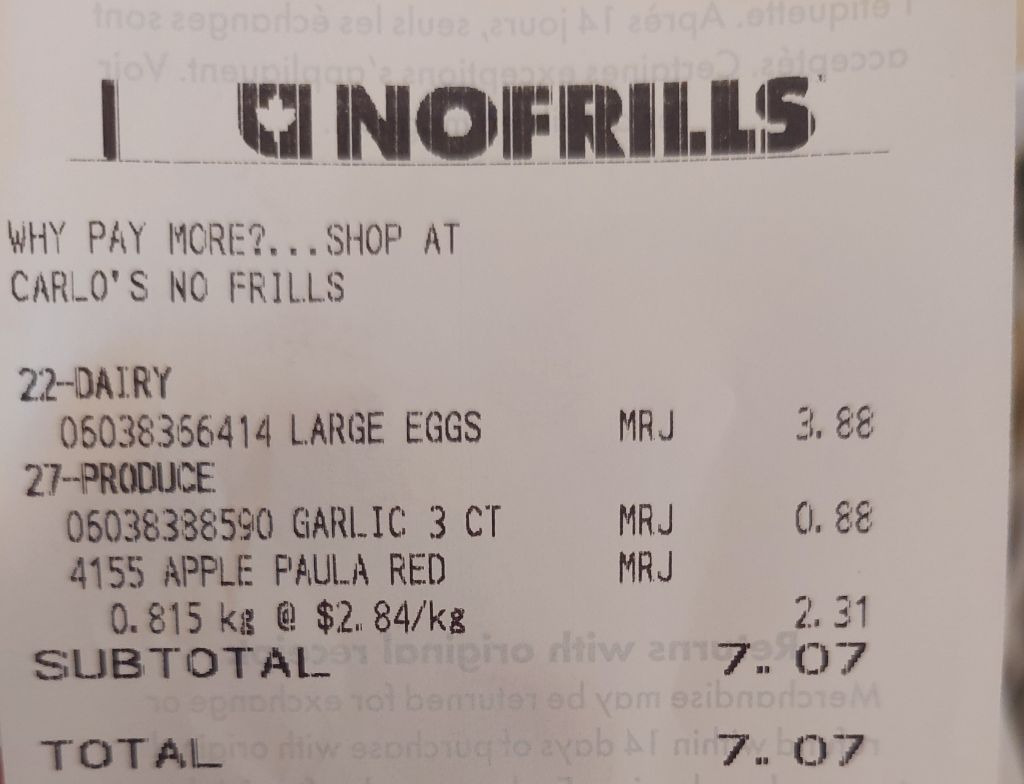 NOFRILLS
WHY PAY MORE?...SHOP AT
CARLO'S NO FRILLS
22-DAIRY
06038366414 LARGE EGGS MRJ 3.88
27-PRODUCE
06038388590 GARLIC 3 CT MRJ 0.88
4155 APPLE PAULA RED MRJ
0.815 kg @ $2.84/kg 2.31
SUBTOTAL 7.07
TOTAL 7.07